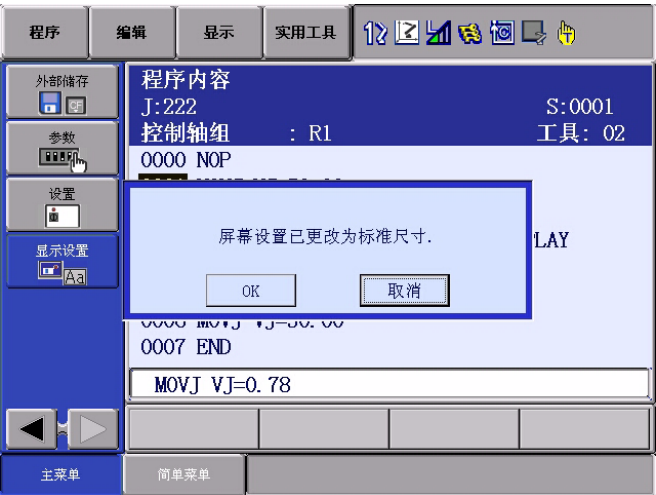 程序 编辑 显示 实用工具
外部储存
CF
参数
设置
显示设置
Aa
程序内容
J:222 S:0001
控制轴组 : R1 工具: 02
0000 NOP
屏幕设置已更改为标准尺寸.
LAY
OK 取消
0007 END
MOVJ VJ=0.78
主菜单 简单菜单